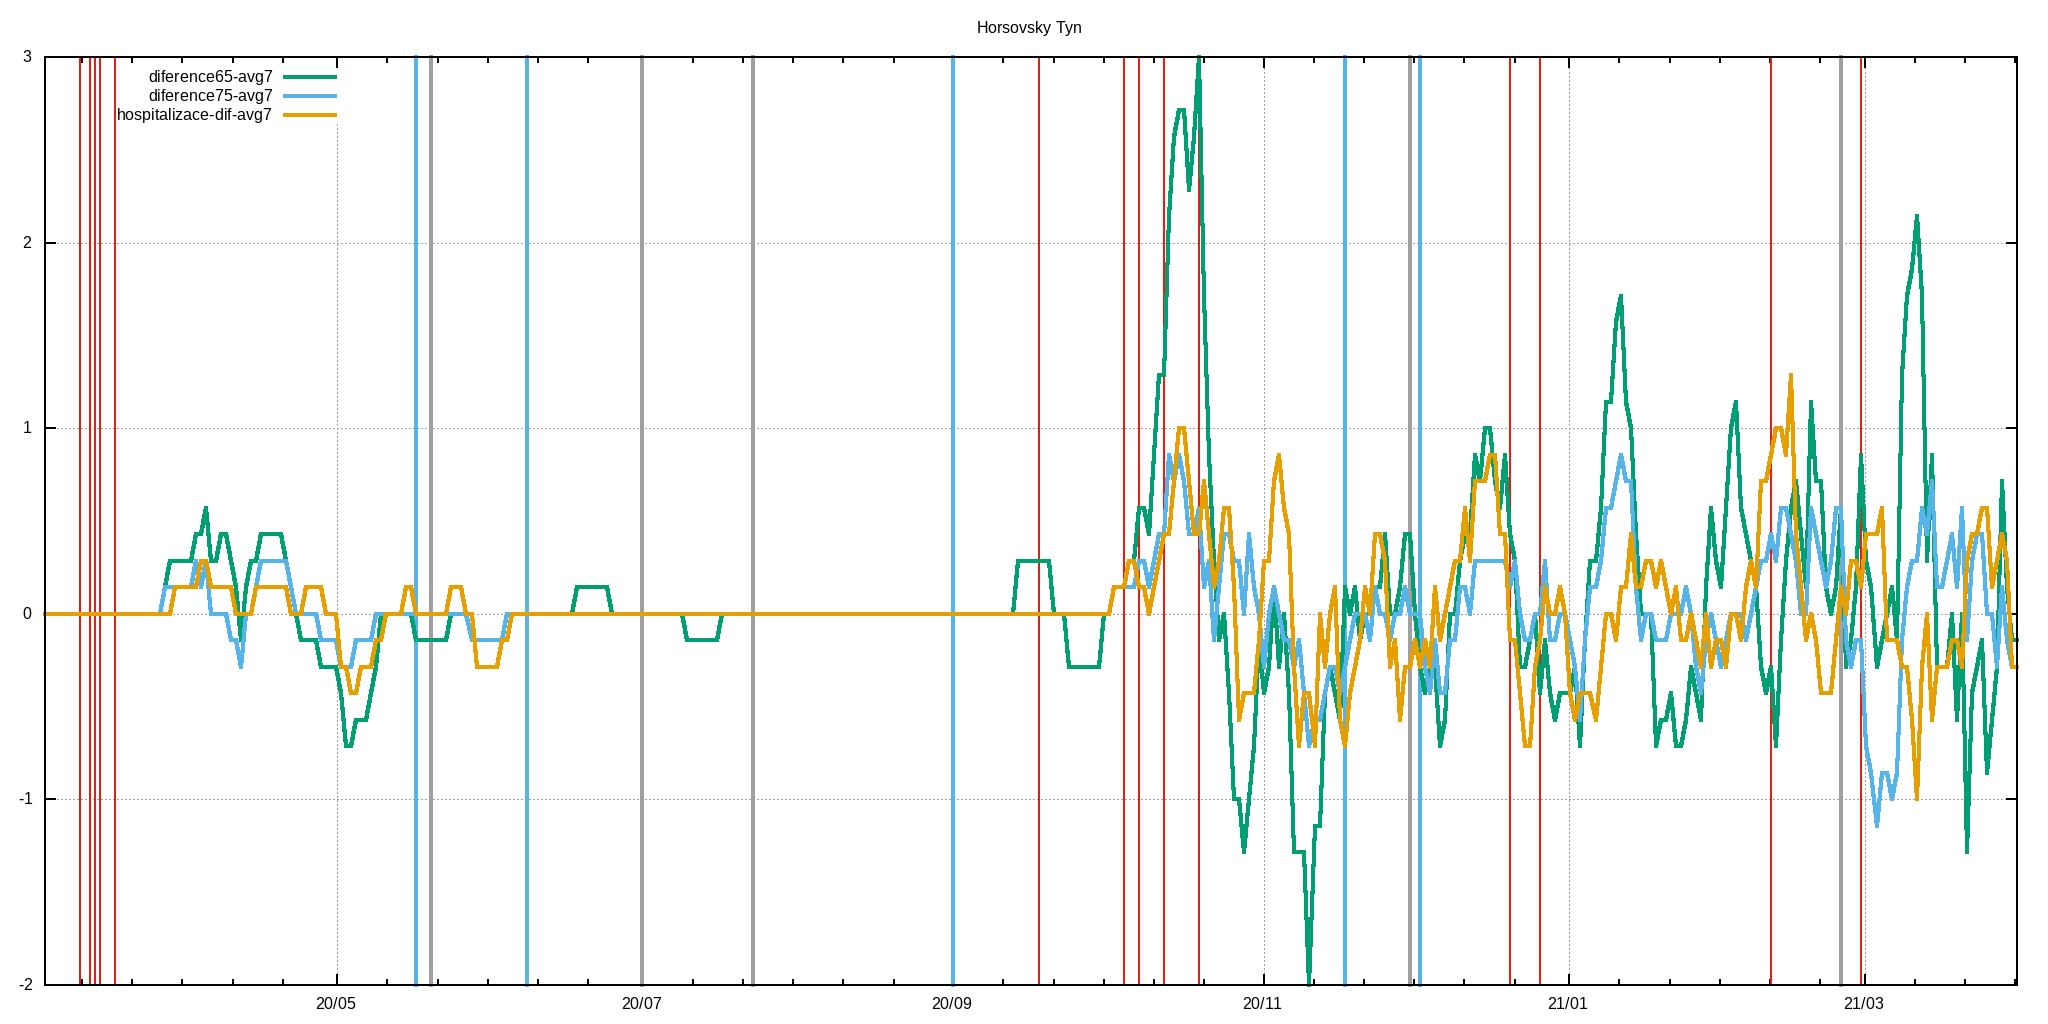 Horsovsky Tyn
diference65-avg7
diference75-avg7
hospitalizace-dif-avg7
3
2
1
0
-1
-2
20/05 20/07 20/09 20/11 21/01 21/03